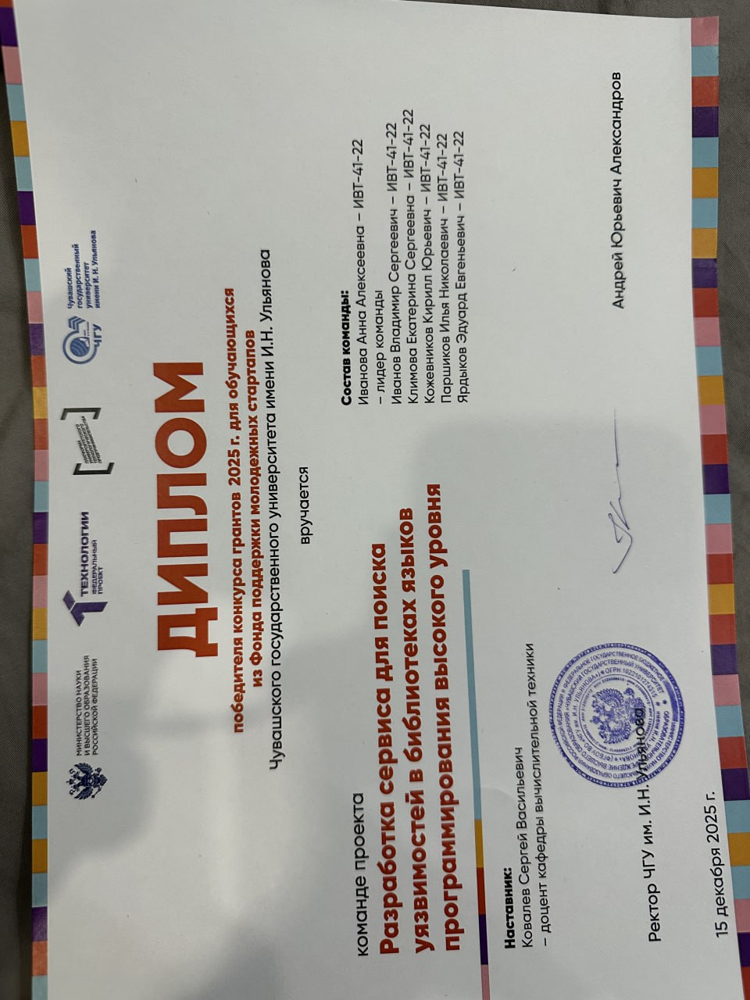 МИНИСТЕРСТВО НАУКИ
И ВЫСШЕГО ОБРАЗОВАНИЯ
РОССИЙСКОЙ ФЕДЕРАЦИИ
ТЕХНОЛОГИИ
ФЕДЕРАЛЬНЫЙ
ПРОЕКТ
ЧГУ
Чувашский
государственный
университет
имени И. Н. Ульянова
ДИПЛОМ
победителя конкурса грантов 2025 г. для обучающихся
из Фонда поддержки молодежных стартапов
Чувашского государственного университета имени И.Н. Ульянова
вручается
команде проекта
Разработка сервиса для поиска
уязвимостей в библиотеках языков
программирования высокого уровня
Состав команды:
Иванова Анна Алексеевна – ИВТ-41-22
– лидер команды
Иванов Владимир Сергеевич – ИВТ-41-22
Климова Екатерина Сергеевна – ИВТ-41-22
Кожевников Кирилл Юрьевич – ИВТ-41-22
Паршиков Илья Николаевич – ИВТ-41-22
Ярдыков Эдуард Евгеньевич – ИВТ-41-22
Наставник:
Ковалев Сергей Васильевич
– доцент кафедры вычислительной техники
Ректор ЧГУ им. И.Н. Ульянова
Андрей Юрьевич Александров
15 декабря 2025 г.